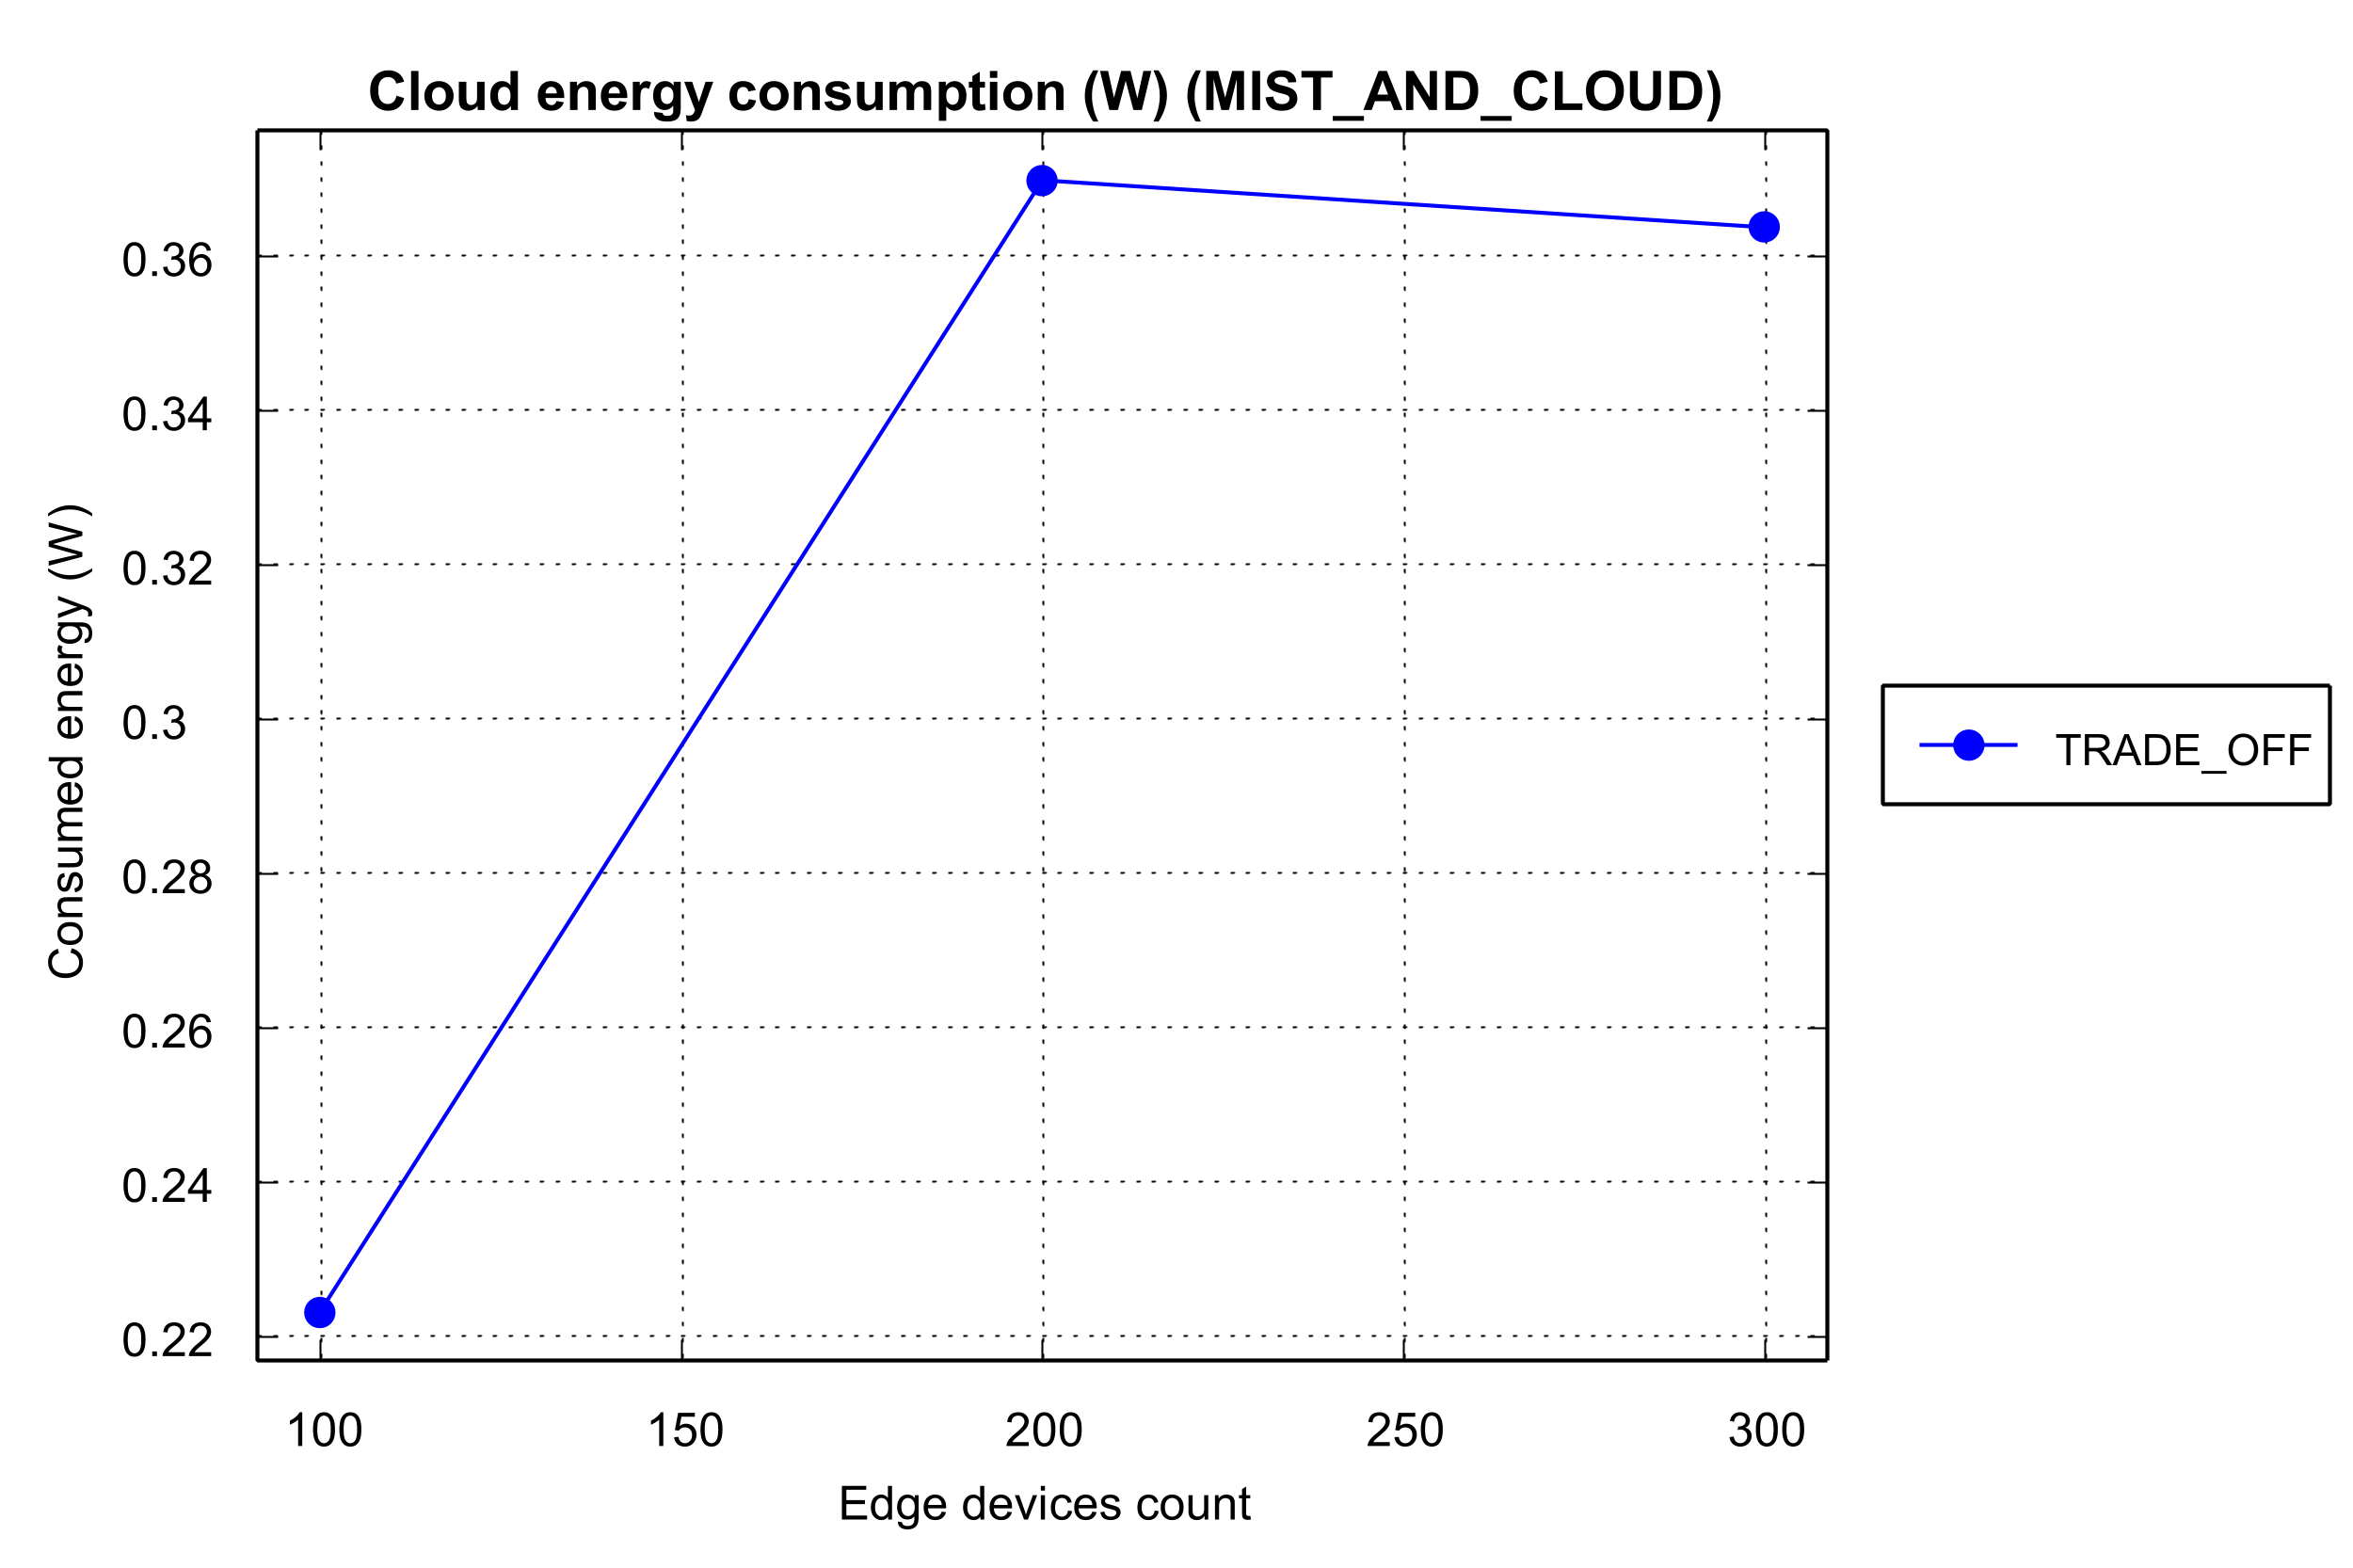 Cloud energy consumption (W) (MIST_AND_CLOUD)
Consumed energy (W)
0.36
0.34
0.32
0.3
0.28
0.26
0.24
0.22
100 150 200 250 300
Edge devices count
TRADE_OFF